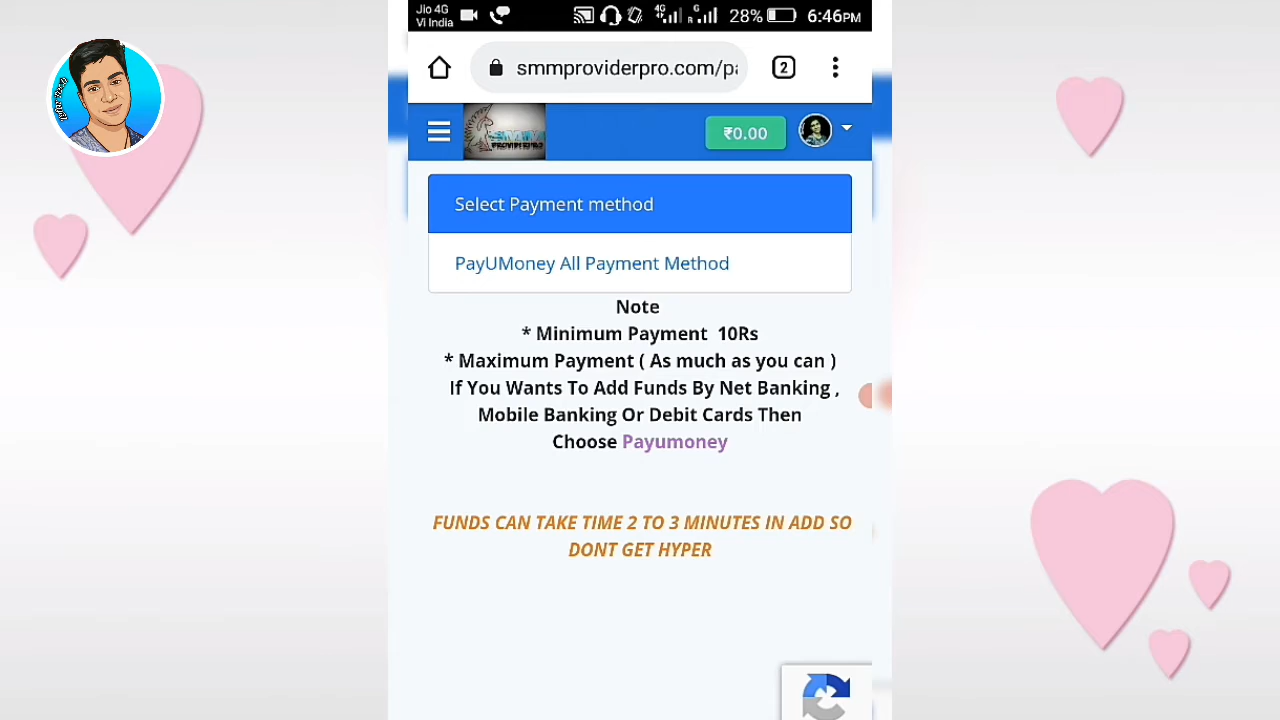 Jio 4G
Vi India
4G
G
R
28%
6:46PM
smmproviderpro.com/pa
2
PROVIDERPRO
₹0.00
Select Payment method
PayUMoney All Payment Method
Note
* Minimum Payment 10Rs
* Maximum Payment ( As much as you can )
If You Wants To Add Funds By Net Banking ,
Mobile Banking Or Debit Cards Then
Choose Payumoney
FUNDS CAN TAKE TIME 2 TO 3 MINUTES IN ADD SO
DONT GET HYPER